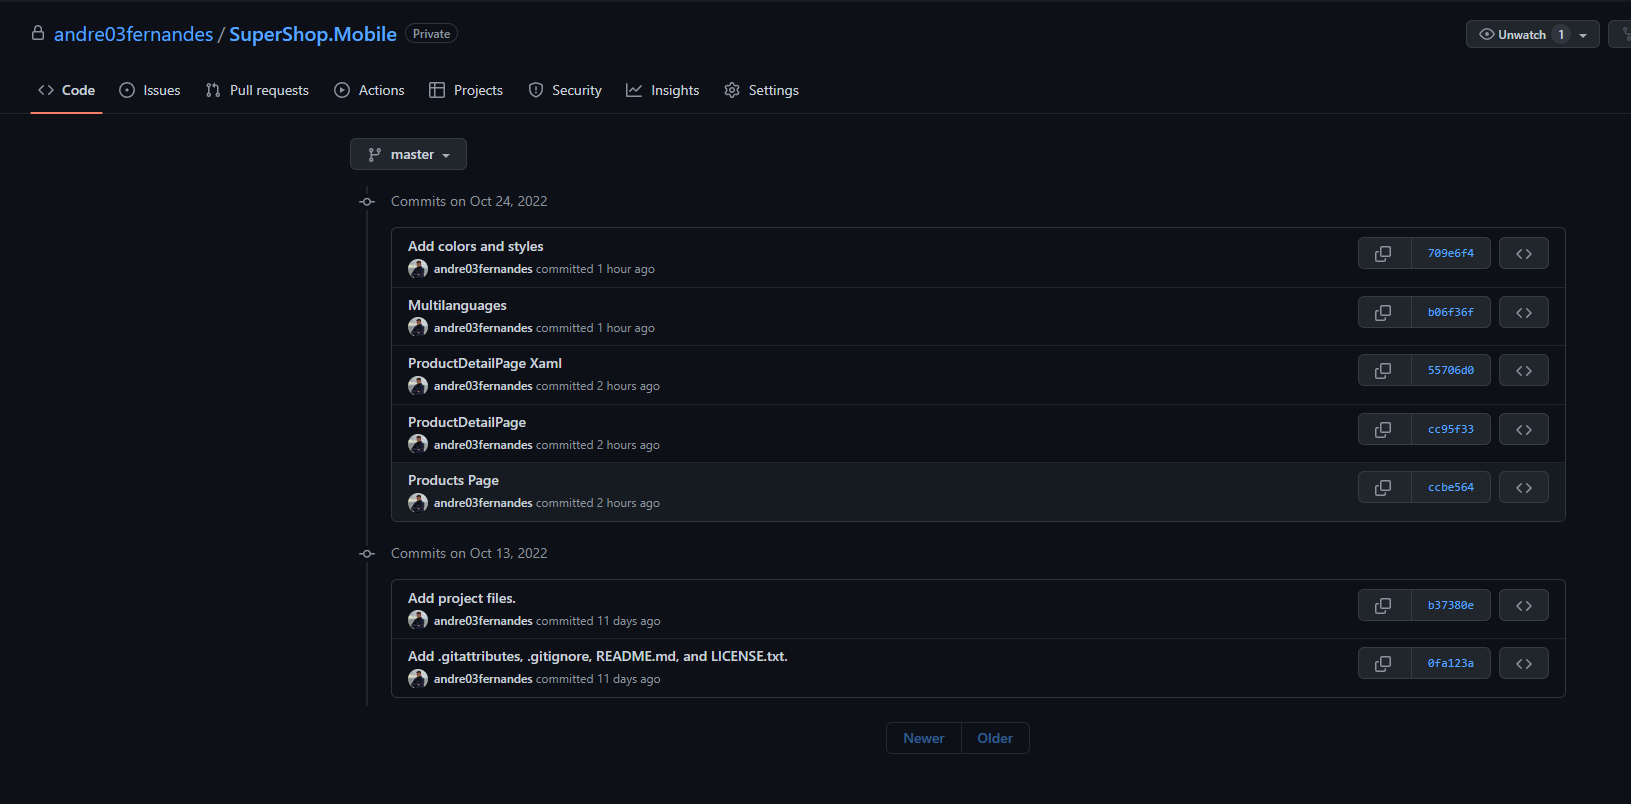 andre03fernandes / SuperShop.Mobile Private
Unwatch 1
Code Issues Pull requests Actions Projects Security Insights Settings
master
Commits on Oct 24, 2022
Add colors and styles
andre03fernandes committed 1 hour ago
709e6f4
Multilanguages
andre03fernandes committed 1 hour ago
b06f36f
ProductDetailPage Xaml
andre03fernandes committed 2 hours ago
55706d0
ProductDetailPage
andre03fernandes committed 2 hours ago
cc95f33
Products Page
andre03fernandes committed 2 hours ago
ccbe564
Commits on Oct 13, 2022
Add project files.
andre03fernandes committed 11 days ago
b37380e
Add .gitattributes, .gitignore, README.md, and LICENSE.txt.
andre03fernandes committed 11 days ago
0fa123a
Newer Older